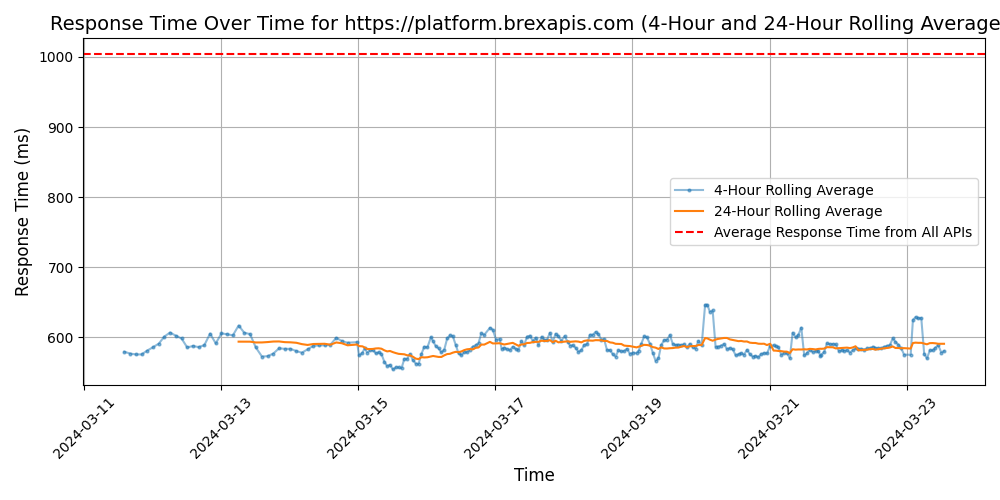 Response Time Over Time for https://platform.brexapis.com (4-Hour and 24-Hour Rolling Average
1000
900
800
700
600
Response Time (ms)
4-Hour Rolling Average
24-Hour Rolling Average
Average Response Time from All APIs
2024-03-11
2024-03-13
2024-03-15
2024-03-17
2024-03-19
2024-03-21
2024-03-23
Time